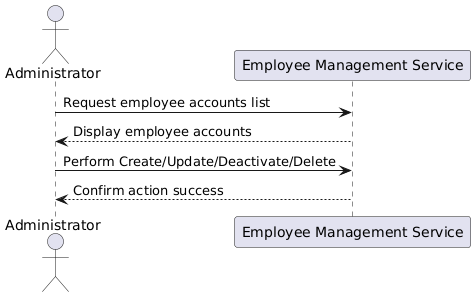 Administrator
Employee Management Service
Request employee accounts list
Display employee accounts
Perform Create/Update/Deactivate/Delete
Confirm action success
Administrator
Employee Management Service